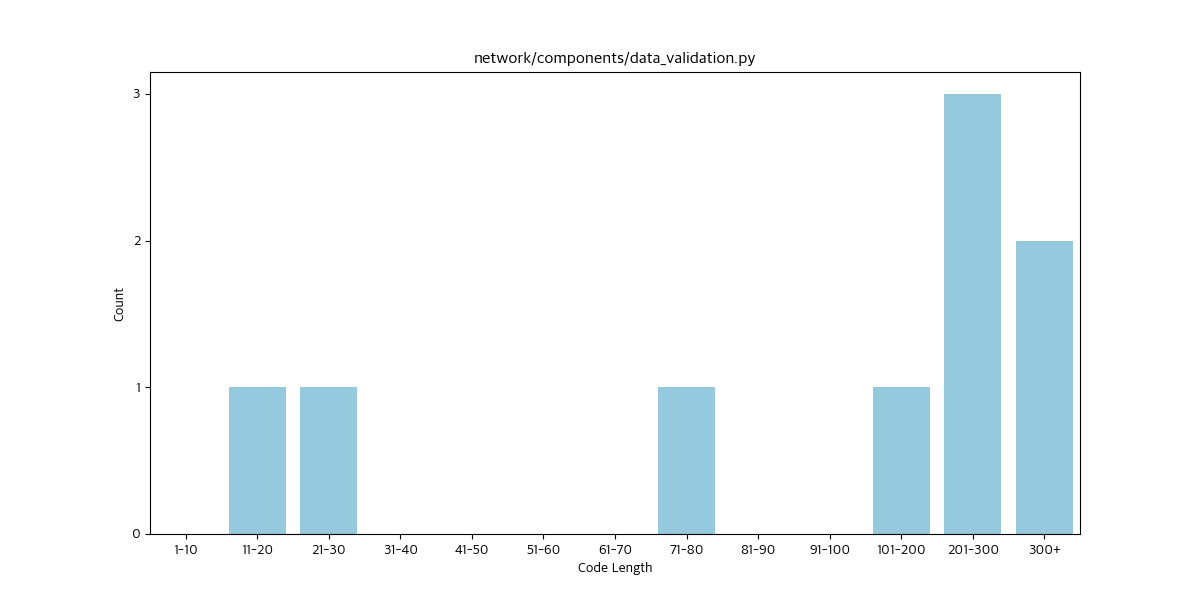 network/components/data_validation.py
3
2
1
0
Count
1-10 11-20 21-30 31-40 41-50 51-60 61-70 71-80 81-90 91-100 101-200 201-300 300+
Code Length